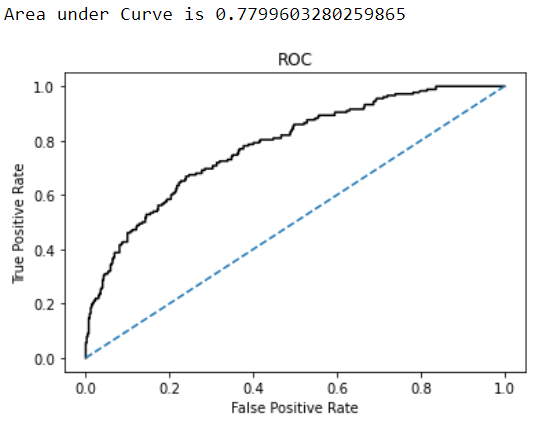 Area under Curve is 0.7799603280259865
ROC
1.0
0.8
0.6
0.4
0.2
0.0
True Positive Rate
0.0 0.2 0.4 0.6 0.8 1.0
False Positive Rate